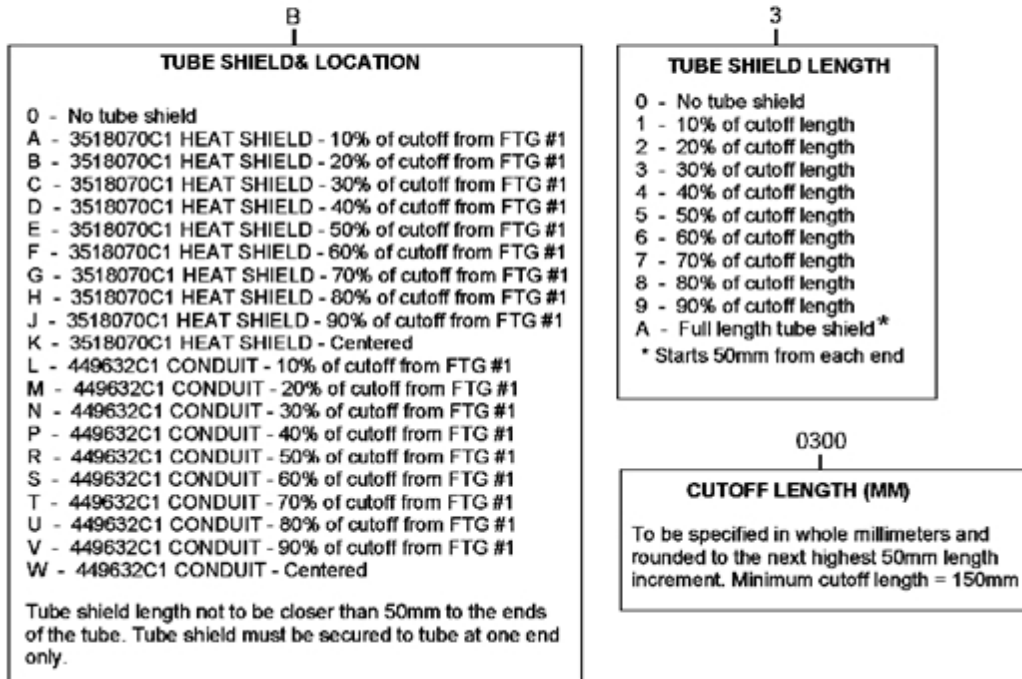 B
TUBE SHIELD& LOCATION
0 - No tube shield
A - 3518070C1 HEAT SHIELD - 10% of cutoff from FTG #1
B - 3518070C1 HEAT SHIELD - 20% of cutoff from FTG #1
C - 3518070C1 HEAT SHIELD - 30% of cutoff from FTG #1
D - 3518070C1 HEAT SHIELD - 40% of cutoff from FTG #1
E - 3518070C1 HEAT SHIELD - 50% of cutoff from FTG #1
F - 3518070C1 HEAT SHIELD - 60% of cutoff from FTG #1
G - 3518070C1 HEAT SHIELD - 70% of cutoff from FTG #1
H - 3518070C1 HEAT SHIELD - 80% of cutoff from FTG #1
J - 3518070C1 HEAT SHIELD - 90% of cutoff from FTG #1
K - 3518070C1 HEAT SHIELD - Centered
L - 449632C1 CONDUIT - 10% of cutoff from FTG #1
M - 449632C1 CONDUIT - 20% of cutoff from FTG #1
N - 449632C1 CONDUIT - 30% of cutoff from FTG #1
P - 449632C1 CONDUIT - 40% of cutoff from FTG #1
R - 449632C1 CONDUIT - 50% of cutoff from FTG #1
S - 449632C1 CONDUIT - 60% of cutoff from FTG #1
T - 449632C1 CONDUIT - 70% of cutoff from FTG #1
U - 449632C1 CONDUIT - 80% of cutoff from FTG #1
V - 449632C1 CONDUIT - 90% of cutoff from FTG #1
W - 449632C1 CONDUIT - Centered
Tube shield length not to be closer than 50mm to the ends
of the tube. Tube shield must be secured to tube at one end
only.
3
TUBE SHIELD LENGTH
0 - No tube shield
1 - 10% of cutoff length
2 - 20% of cutoff length
3 - 30% of cutoff length
4 - 40% of cutoff length
5 - 50% of cutoff length
6 - 60% of cutoff length
7 - 70% of cutoff length
8 - 80% of cutoff length
9 - 90% of cutoff length
A - Full length tube shield*
* Starts 50mm from each end
0300
CUTOFF LENGTH (MM)
To be specified in whole millimeters and
rounded to the next highest 50mm length
increment. Minimum cutoff length = 150mm